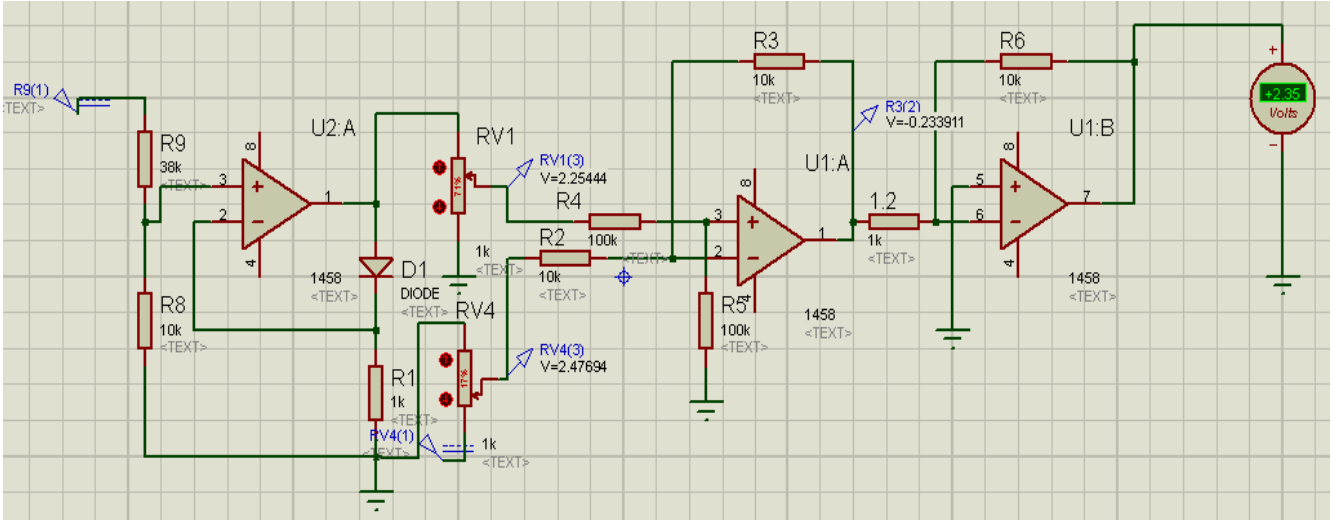 R9(1)
<TEXT>
R9
38k
<TEXT>
R8
10k
<TEXT>
U2:A
3
2
8
4
1
1458
<TEXT>
D1
DIODE
<TEXT>
R1
1k
<TEXT>
RV1
71%
1k
<TEXT>
RV1(3)
V=2.25444
RV4
17%
1k
<TEXT>
RV4(1)
<TEXT>
RV4(3)
V=2.47694
R4
100k
<TEXT>
R2
10k
<TEXT>
R5
100k
<TEXT>
R3
10k
<TEXT>
U1:A
3
2
8
4
1
1458
<TEXT>
R3(2)
V=-0.233911
1.2
1k
<TEXT>
R6
10k
<TEXT>
U1:B
5
6
8
4
7
1458
<TEXT>
+
+2.35
Volts